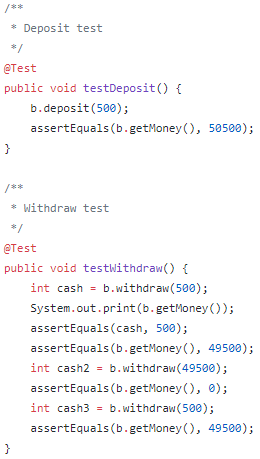 /**
 * Deposit test
 */
@Test
public void testDeposit() {
    b.deposit(500);
    assertEquals(b.getMoney(), 50500);
}

/**
 * Withdraw test
 */
@Test
public void testWithdraw() {
    int cash = b.withdraw(500);
    System.out.print(b.getMoney());
    assertEquals(cash, 500);
    assertEquals(b.getMoney(), 49500);
    int cash2 = b.withdraw(49500);
    assertEquals(b.getMoney(), 0);
    int cash3 = b.withdraw(500);
    assertEquals(b.getMoney(), 49500);
}